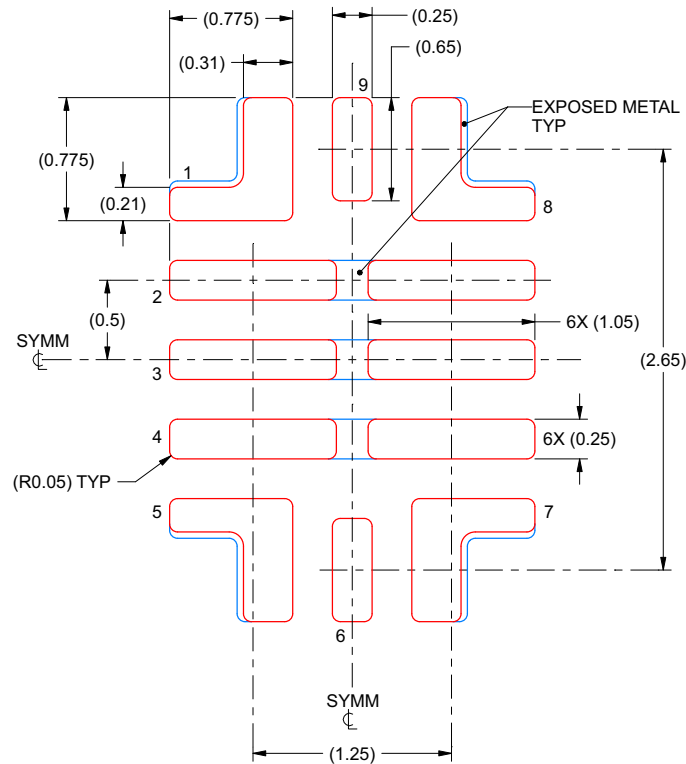 (0.775)
(0.25)
(0.31)
(0.65)
9
EXPOSED METAL
TYP
(0.775)
1
(0.21)
8
2
(0.5)
6X (1.05)
SYMM
℄
(2.65)
3
4
6X (0.25)
(R0.05) TYP
5
7
6
SYMM
℄
(1.25)